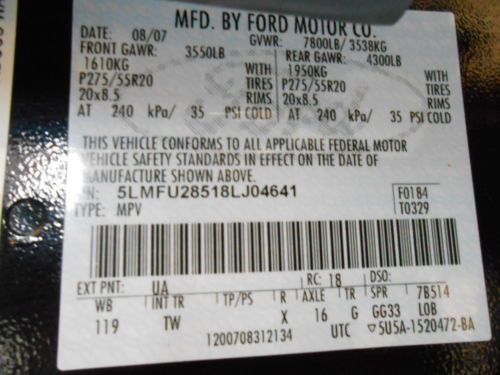 MFD. BY FORD MOTOR CO.
DATE: 08/07 GVWR: 7800LB/ 3538KG
FRONT GAWR: 3550LB REAR GAWR: 4300LB
1610KG WITH 1950KG WITH
P275/55R20 TIRES P275/55R20 TIRES
20x8.5 RIMS 20x8.5 RIMS
AT 240 kPa/ 35 PSI COLD AT 240 kPa/ 35 PSI COLD
THIS VEHICLE CONFORMS TO ALL APPLICABLE FEDERAL MOTOR
VEHICLE SAFETY STANDARDS IN EFFECT ON THE DATE OF
MANUFACTURE SHOWN ABOVE.
5LMFU28518LJ04641 F0184
TYPE: MPV T0329
EXT PNT: UA RC: 18 DSO:
WB INT TR TP/PS R AXLE TR SPR 7B514
119 TW X 16 G GG33 LOB
1200708312134 UTC ▽5U5A-1520472-BA